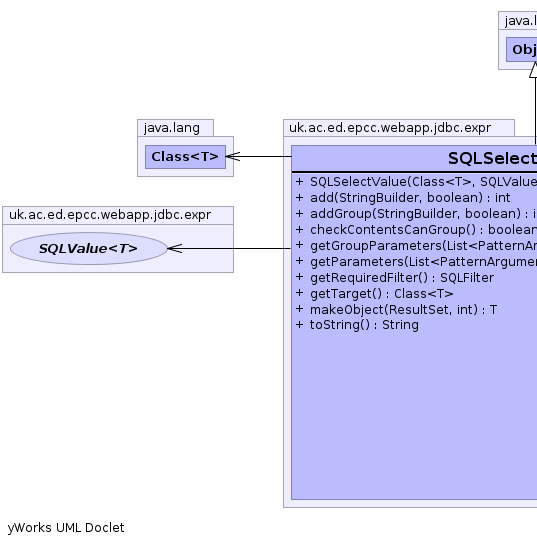 java.l
Obj
java.lang
Class<T>
uk.ac.ed.epcc.webapp.jdbc.expr
SQLSelect
+ SQLSelectValue(Class<T>, SQLValue
+ add(StringBuilder, boolean) : int
+ addGroup(StringBuilder, boolean) : i
+ checkContentsCanGroup() : boolean
+ getGroupParameters(List<PatternAr
+ getParameters(List<PatternArgumen
+ getRequiredFilter() : SQLFilter
+ getTarget() : Class<T>
+ makeObject(ResultSet, int) : T
+ toString() : String
uk.ac.ed.epcc.webapp.jdbc.expr
SQLValue<T>
yWorks UML Doclet